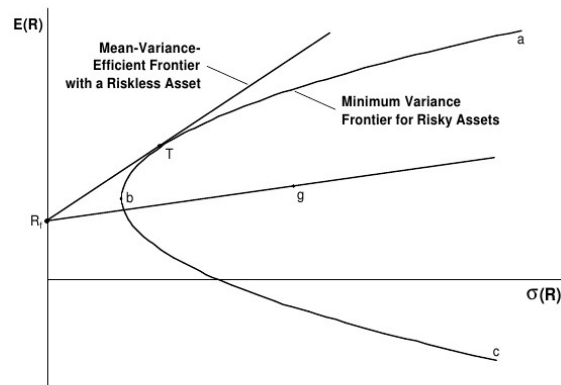 E(R)
a
Mean-Variance-
Efficient Frontier
with a Riskless Asset
Minimum Variance
Frontier for Risky Assets
T
b
g
Rf
σ(R)
c